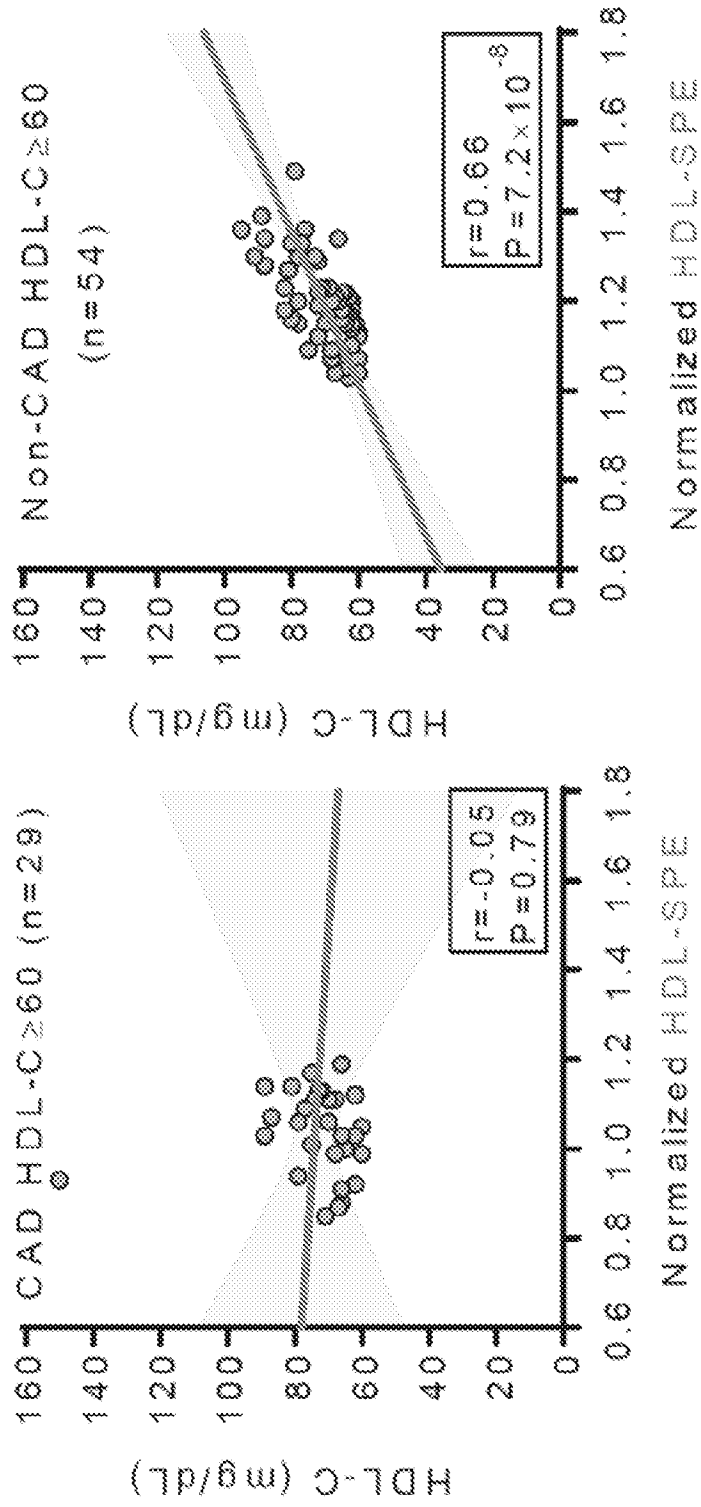 CAD HDL-C≥60 (n=29)
HDL-C (mg/dL)
160
140
120
100
80
60
40
20
0
r=-0.05
P=0.79
0.6 0.8 1.0 1.2 1.4 1.6 1.8
Normalized HDL-SPE
Non-CAD HDL-C≥60
(n=54)
HDL-C (mg/dL)
160
140
120
100
80
60
40
20
0
r=0.66
P=7.2×10-8
0.6 0.8 1.0 1.2 1.4 1.6 1.8
Normalized HDL-SPE